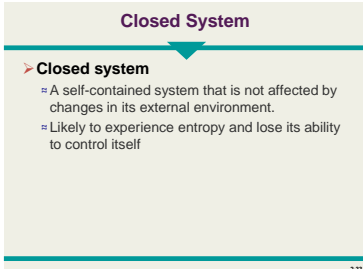 Closed System
➢Closed system
≈A self-contained system that is not affected by
changes in its external environment.
≈Likely to experience entropy and lose its ability
to control itself